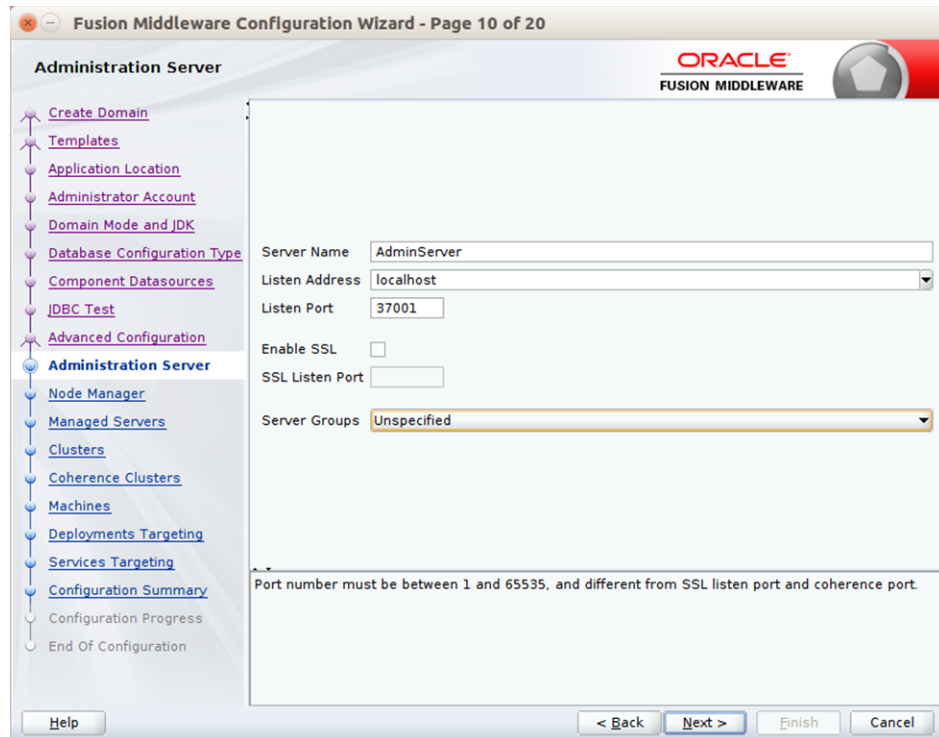 Fusion Middleware Configuration Wizard - Page 10 of 20
Administration Server
ORACLE
FUSION MIDDLEWARE
Create Domain
Templates
Application Location
Administrator Account
Domain Mode and JDK
Database Configuration Type
Component Datasources
JDBC Test
Advanced Configuration
Administration Server
Node Manager
Managed Servers
Clusters
Coherence Clusters
Machines
Deployments Targeting
Services Targeting
Configuration Summary
Configuration Progress
End Of Configuration
Server Name AdminServer
Listen Address localhost
Listen Port 37001
Enable SSL
SSL Listen Port
Server Groups Unspecified
Port number must be between 1 and 65535, and different from SSL listen port and coherence port.
Help < Back Next > Finish Cancel